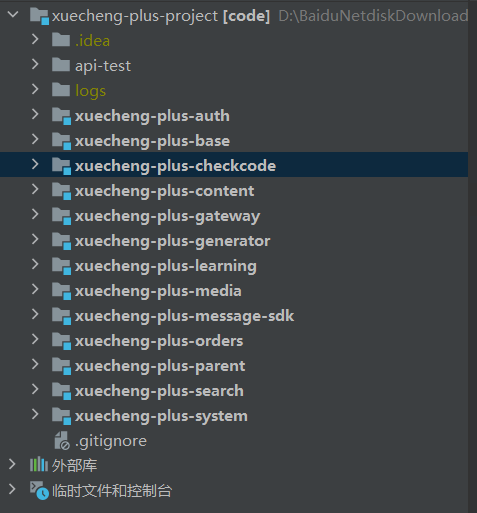 xuecheng-plus-project [code] D:\BaiduNetdiskDownload
.idea
api-test
logs
xuecheng-plus-auth
xuecheng-plus-base
xuecheng-plus-checkcode
xuecheng-plus-content
xuecheng-plus-gateway
xuecheng-plus-generator
xuecheng-plus-learning
xuecheng-plus-media
xuecheng-plus-message-sdk
xuecheng-plus-orders
xuecheng-plus-parent
xuecheng-plus-search
xuecheng-plus-system
.gitignore
外部库
临时文件和控制台